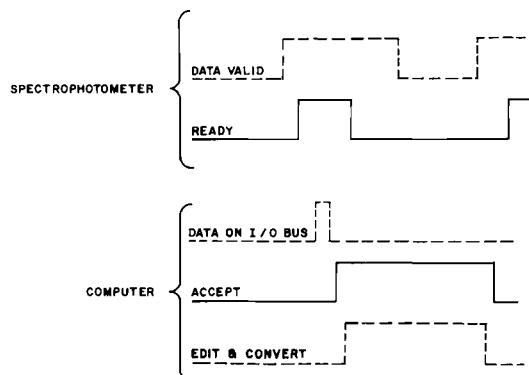 DATA VALID
SPECTROPHOTOMETER
READY
DATA ON I/O BUS
COMPUTER
ACCEPT
EDIT & CONVERT